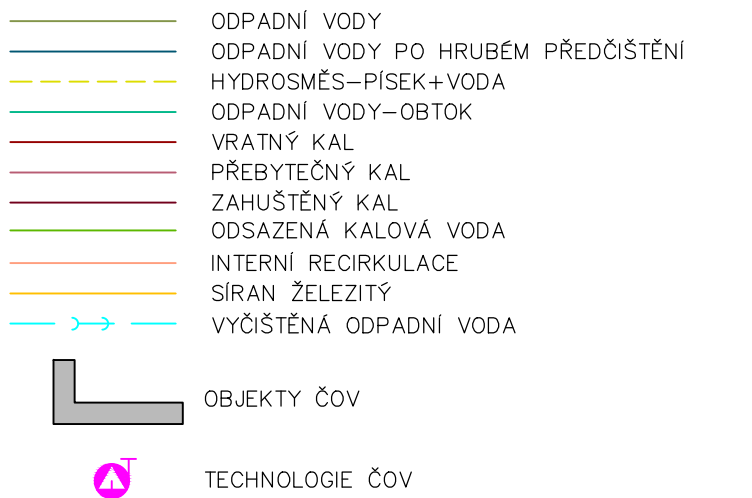 ODPADNÍ VODY
ODPADNÍ VODY PO HRUBÉM PŘEDČIŠTĚNÍ
HYDROSMĚS-PÍSEK+VODA
ODPADNÍ VODY-OBTOK
VRATNÝ KAL
PŘEBYTEČNÝ KAL
ZAHUŠTĚNÝ KAL
ODSAZENÁ KALOVÁ VODA
INTERNÍ RECIRKULACE
SÍRAN ŽELEZITÝ
VYČIŠTĚNÁ ODPADNÍ VODA
OBJEKTY ČOV
TECHNOLOGIE ČOV